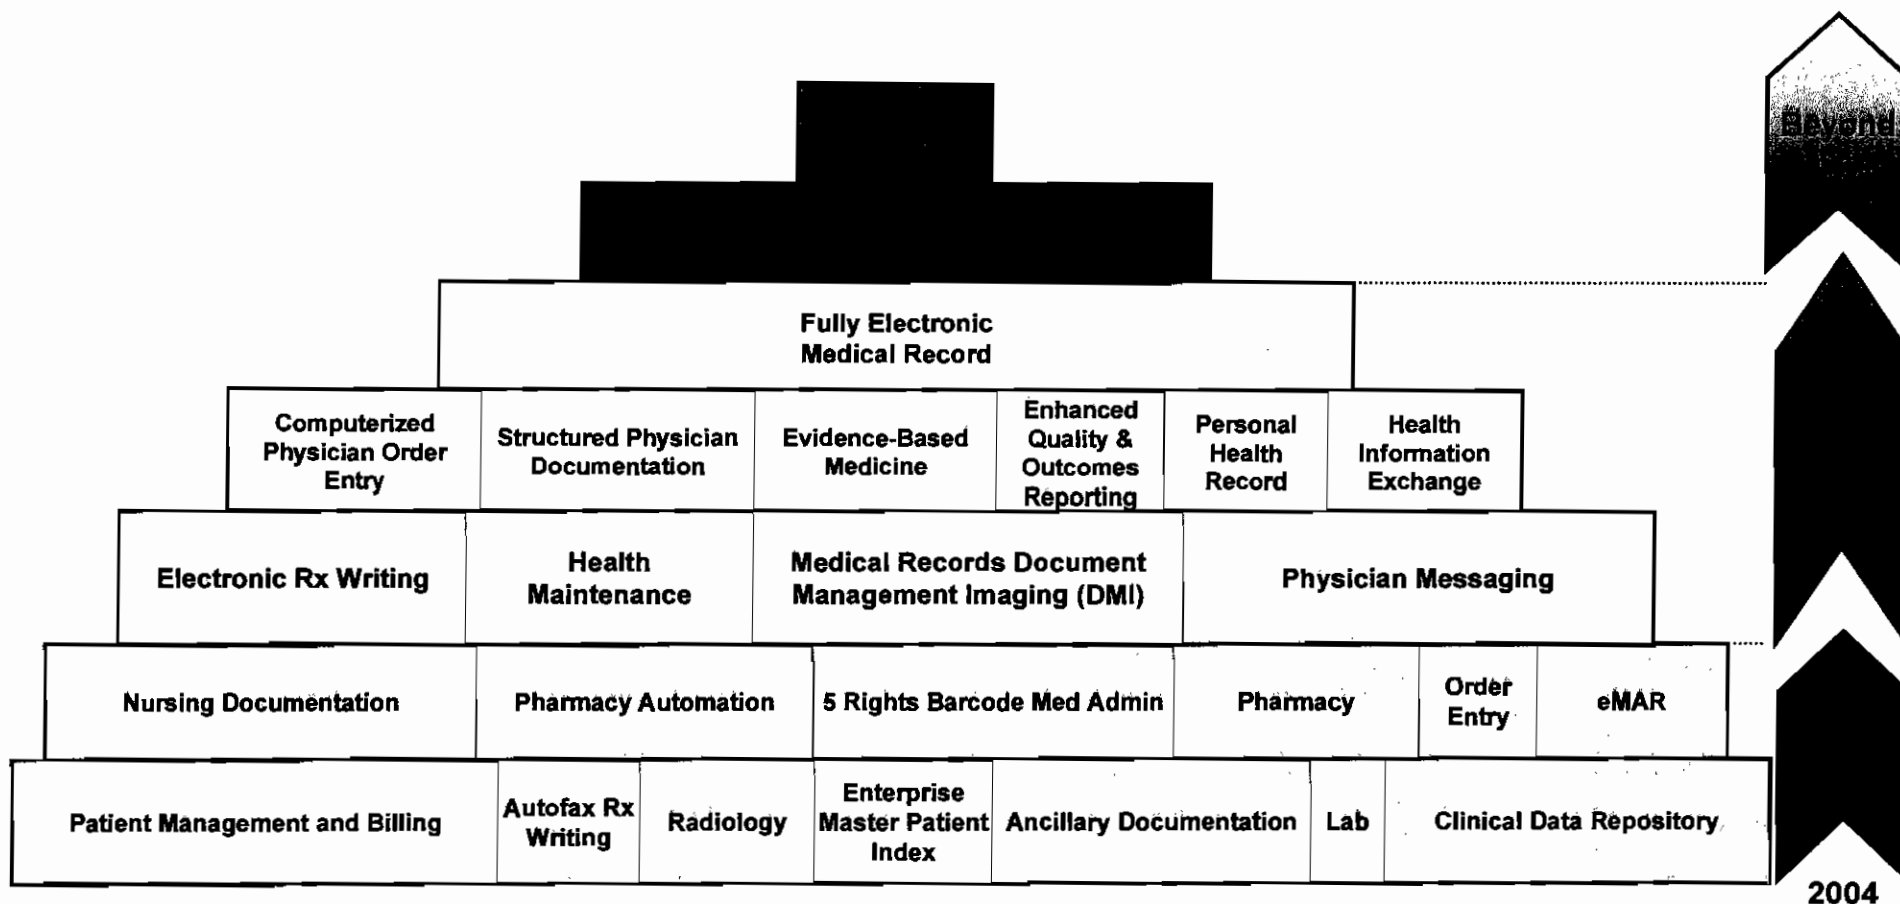 Beyond
Fully Electronic
Medical Record
Computerized
Physician Order
Entry
Structured Physician
Documentation
Evidence-Based
Medicine
Enhanced
Quality &
Outcomes
Reporting
Personal
Health
Record
Health
Information
Exchange
Electronic Rx Writing
Health
Maintenance
Medical Records Document
Management Imaging (DMI)
Physician Messaging
Nursing Documentation
Pharmacy Automation
5 Rights Barcode Med Admin
Pharmacy
Order
Entry
eMAR
Patient Management and Billing
Autofax Rx
Writing
Radiology
Enterprise
Master Patient
Index
Ancillary Documentation
Lab
Clinical Data Repository
2004